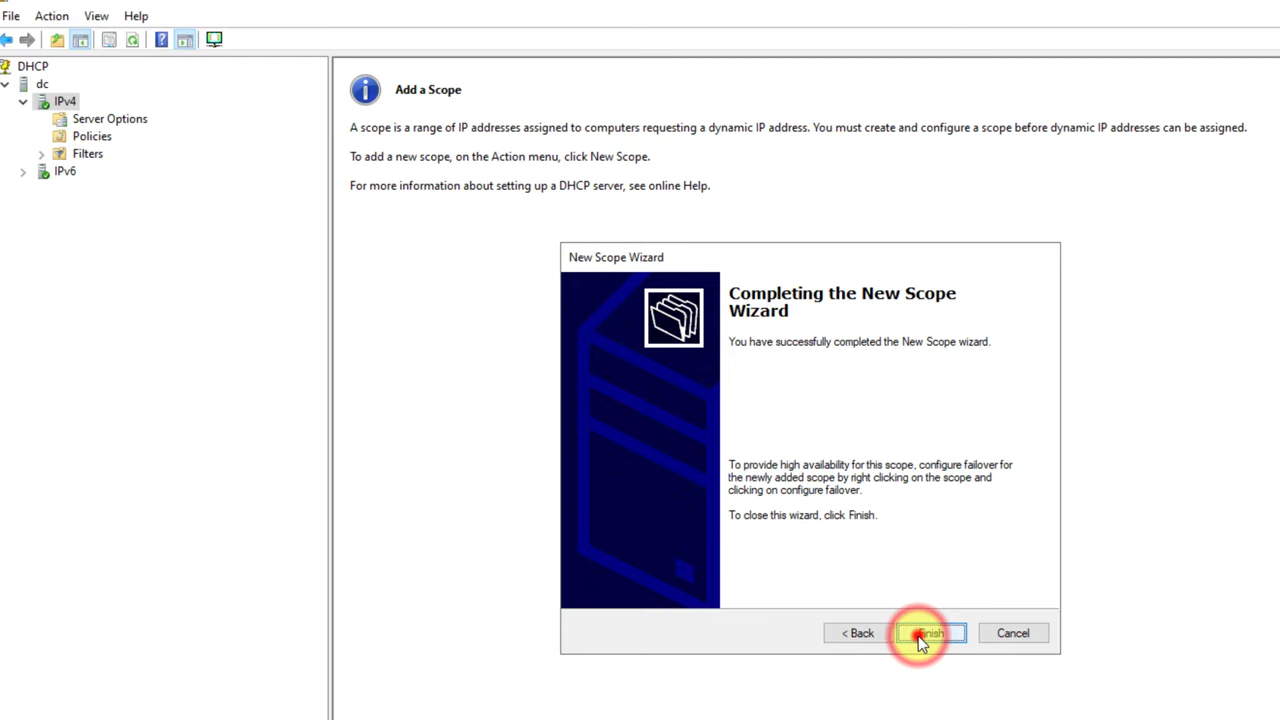 File Action View Help
DHCP
dc
IPv4
Server Options
Policies
Filters
IPv6
Add a Scope
A scope is a range of IP addresses assigned to computers requesting a dynamic IP address. You must create and configure a scope before dynamic IP addresses can be assigned.
To add a new scope, on the Action menu, click New Scope.
For more information about setting up a DHCP server, see online Help.
New Scope Wizard
Completing the New Scope
Wizard
You have successfully completed the New Scope wizard.
To provide high availability for this scope, configure failover for
the newly added scope by right clicking on the scope and
clicking on configure failover.
To close this wizard, click Finish.
< Back Finish Cancel